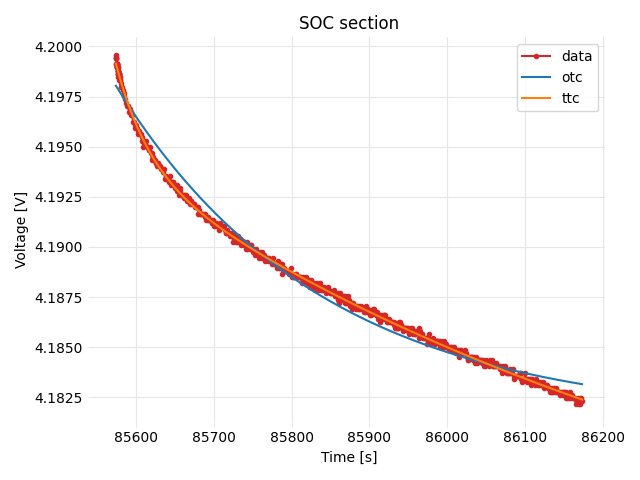 SOC section
4.2000
4.1975
4.1950
4.1925
4.1900
4.1875
4.1850
4.1825
Voltage [V]
data
otc
ttc
85600 85700 85800 85900 86000 86100 86200
Time [s]